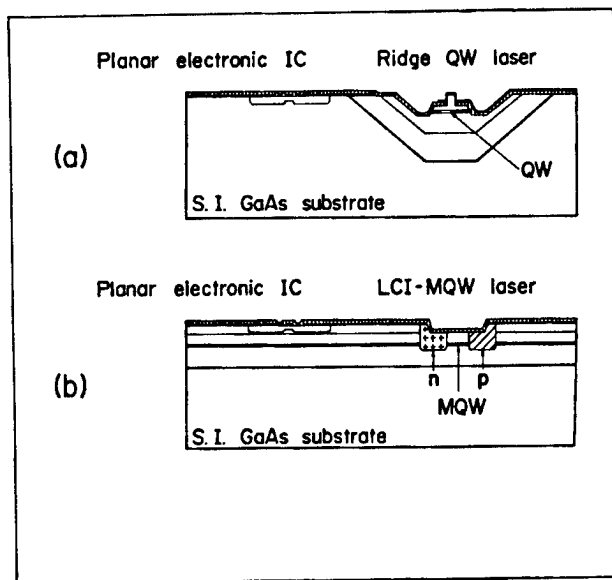 Planar electronic IC Ridge QW laser
(a)
QW
S. I. GaAs substrate
Planar electronic IC LCI-MQW laser
n p
(b)
MQW
S. I. GaAs substrate